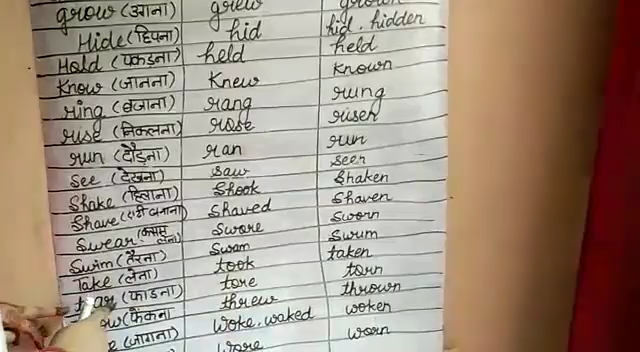 grow (आना) grew grown
Hide (छिपना) hid hid, hidden
Hold (पकड़ना) held held
Know (जानना) Knew Known
ring (बजाना) rang rung
rise (निकलना) rose risen
run (दौड़ना) ran run
See (देखना) saw seen
Shake (हिलाना) Shook Shaken
Shave (बनाना) Shaved Shaven
Swear (कसम लेना) Swore Sworn
Swim (तैरना) Swam Swum
Take (लेना) took taken
tear (फाडना) tore torn
(फेंकना threw thrown
(जागना) Woke, waked woken
Wore worn